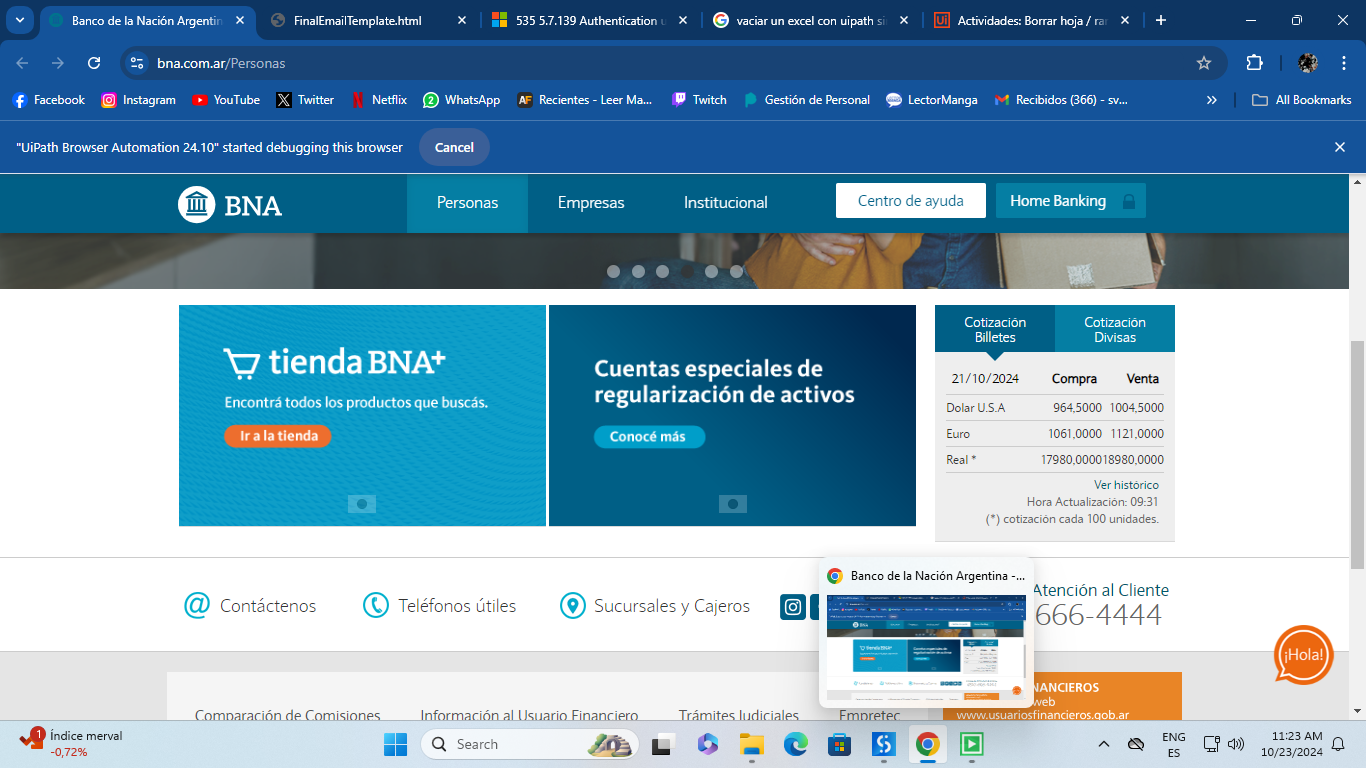 Banco de la Nación Argentin
FinalEmailTemplate.html
535 5.7.139 Authentication u
vaciar un excel con uipath si
Ui
Actividades: Borrar hoja / ra
bna.com.ar/Personas
Facebook
Instagram
YouTube
Twitter
Netflix
2
WhatsApp
AF
Recientes - Leer Ma...
Twitch
Gestión de Personal
LectorManga
Recibidos (366) - sv...
All Bookmarks
"UiPath Browser Automation 24.10" started debugging this browser
Cancel
BNA
Personas
Empresas
Institucional
Centro de ayuda
Home Banking
tienda BNA+
Encontrá todos los productos que buscás.
Ir a la tienda
Cuentas especiales de
regularización de activos
Conocé más
Cotización
Billetes
Cotización
Divisas
21/10/2024 Compra Venta
Dolar U.S.A 964,5000 1004,5000
Euro 1061,0000 1121,0000
Real * 17980,000018980,0000
Ver histórico
Hora Actualización: 09:31
(*) cotización cada 100 unidades.
Contáctenos
Teléfonos útiles
Sucursales y Cajeros
Atención al Cliente
666-4444
Banco de la Nación Argentina -...
¡Hola!
Comparación de Comisiones
Información al Usuario Financiero
Trámites Judiciales
Empretec
NANCIEROS
web
www.usuariosfinancieros.gob.ar
1
Índice merval
-0,72%
Search
ENG
ES
11:23 AM
10/23/2024